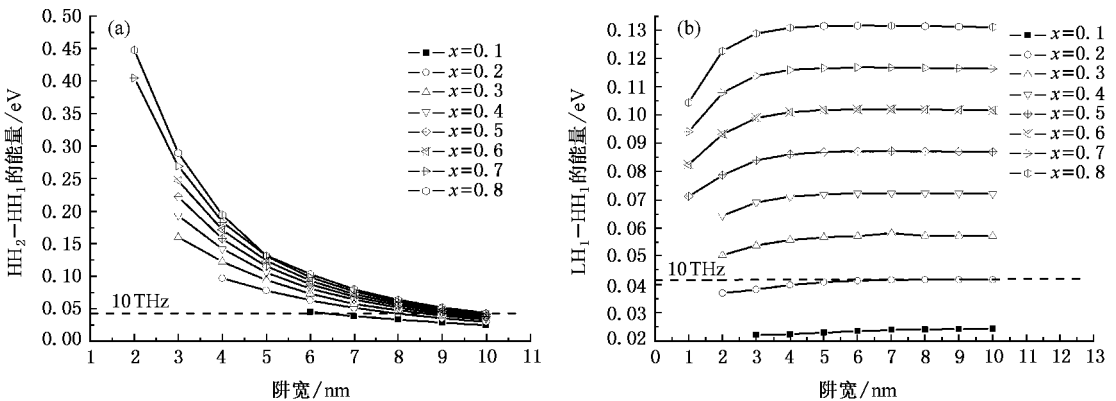 (a)
HH₂−HH₁的能量/eV
0.50
0.45
0.40
0.35
0.30
0.25
0.20
0.15
0.10
0.05
0.00
x=0.1
x=0.2
x=0.3
x=0.4
x=0.5
x=0.6
x=0.7
x=0.8
10 THz
1 2 3 4 5 6 7 8 9 10 11
阱宽/nm
(b)
LH₁−HH₁的能量/eV
0.13
0.12
0.11
0.10
0.09
0.08
0.07
0.06
0.05
0.04
0.03
0.02
x=0.1
x=0.2
x=0.3
x=0.4
x=0.5
x=0.6
x=0.7
x=0.8
10 THz
0 1 2 3 4 5 6 7 8 9 10 11 12 13
阱宽/nm